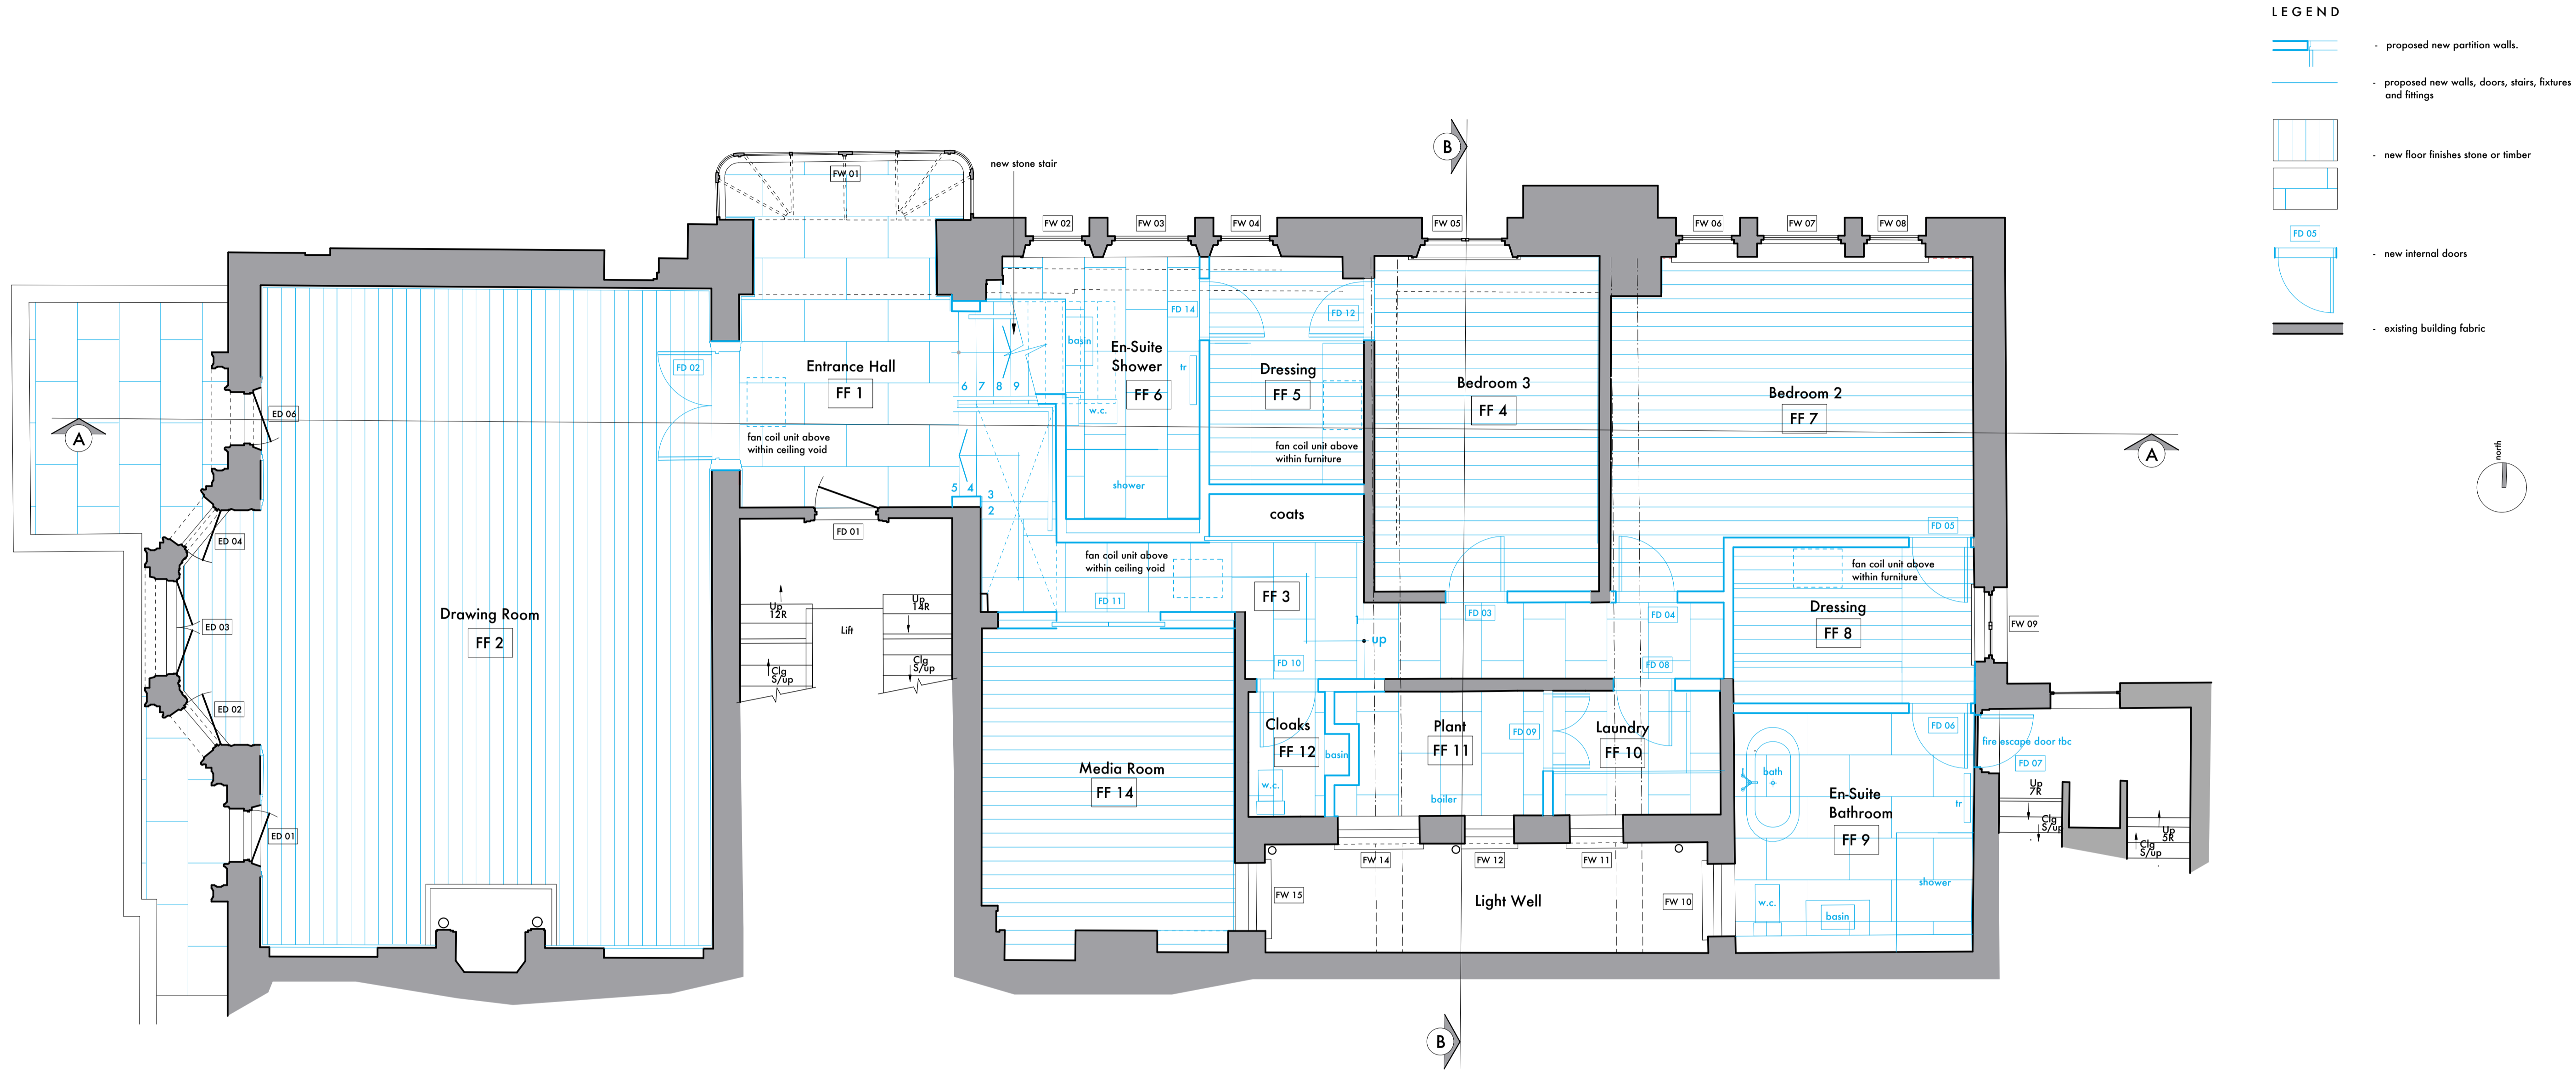 LEGEND
- proposed new partition walls.
- proposed new walls, doors, stairs, fixtures
and fittings
- new floor finishes stone or timber
FD 05
- new internal doors
- existing building fabric
north
B
new stone stair
FW 01
FW 02
FW 03
FW 04
FW 05
FW 06
FW 07
FW 08
FD 14
FD 12
basin
En-Suite
Shower
FF 6
tr
w.c.
shower
Dressing
FF 5
fan coil unit above
within furniture
coats
Bedroom 3
FF 4
Bedroom 2
FF 7
Entrance Hall
FF 1
FD 02
6 7 8 9
fan coil unit above
within ceiling void
5 4
3
2
A
A
ED 06
ED 04
ED 03
ED 02
ED 01
Drawing Room
FF 2
FD 01
Up
12R
Up
14R
Lift
Clg
S/up
Clg
S/up
fan coil unit above
within ceiling void
FD 11
FF 3
1
up
FD 10
FD 03
FD 04
FD 08
FD 05
fan coil unit above
within furniture
Dressing
FF 8
FW 09
Media Room
FF 14
Cloaks
FF 12
basin
w.c.
Plant
FF 11
boiler
FD 09
Laundry
FF 10
FD 06
fire escape door tbc
FD 07
bath
En-Suite
Bathroom
FF 9
tr
shower
w.c.
basin
Up
7R
Clg
S/up
Up
5R
Clg
S/up
FW 14
FW 12
FW 11
FW 15
Light Well
FW 10
B